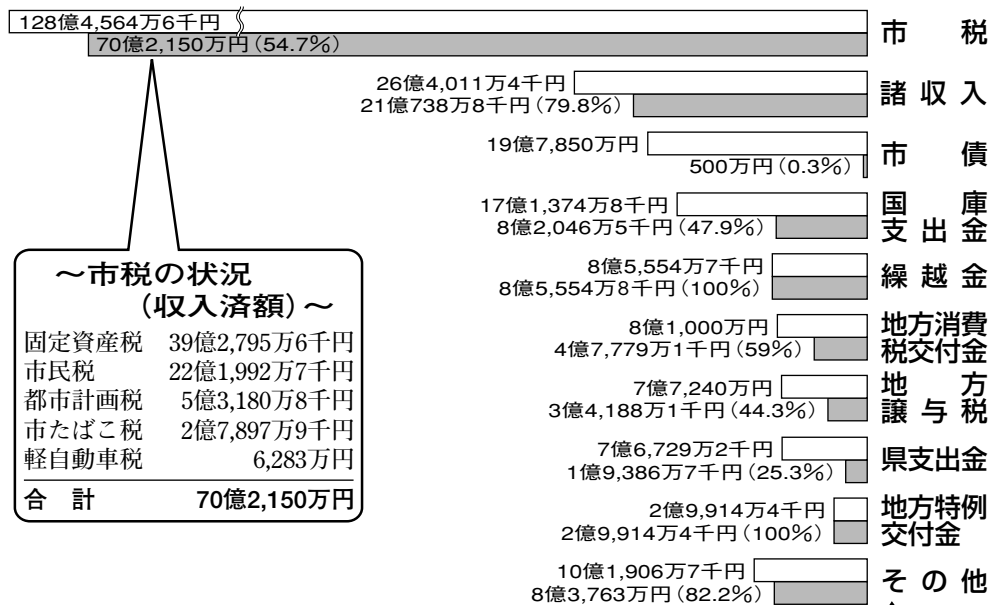 128億4,564万6千円
70億2,150万円(54.7%)
市税
26億4,011万4千円
21億738万8千円(79.8%)
諸収入
19億7,850万円
500万円(0.3%)
市債
17億1,374万8千円
8億2,046万5千円(47.9%)
国庫
支出金
8億5,554万7千円
8億5,554万8千円(100%)
繰越金
8億1,000万円
4億7,779万1千円(59%)
地方消費
税交付金
7億7,240万円
3億4,188万1千円(44.3%)
地方
譲与税
7億6,729万2千円
1億9,386万7千円(25.3%)
県支出金
2億9,914万4千円
2億9,914万4千円(100%)
地方特例
交付金
10億1,906万7千円
8億3,763万円(82.2%)
その他
～市税の状況
(収入済額)～
固定資産税 39億2,795万6千円
市民税 22億1,992万7千円
都市計画税 5億3,180万8千円
市たばこ税 2億7,897万9千円
軽自動車税 6,283万円
合計 70億2,150万円